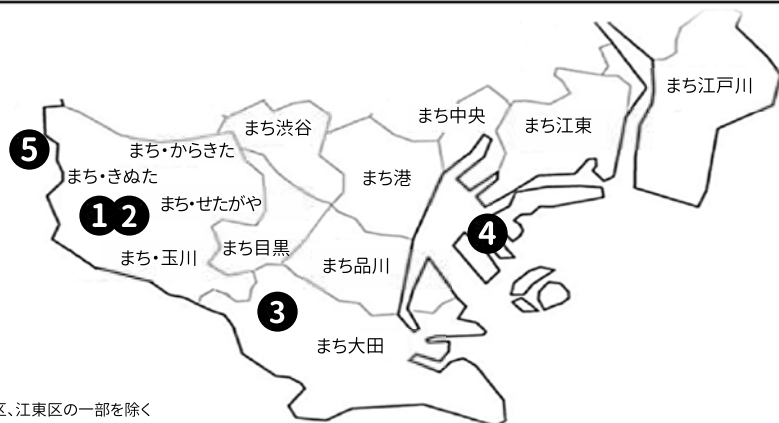 まち江戸川
まち中央
まち渋谷
まち江東
まち・からきた
5
まち・きぬた
まち港
まち・せたがや
1 2
4
まち目黒
まち・玉川
まち品川
3
まち大田
区、江東区の一部を除く